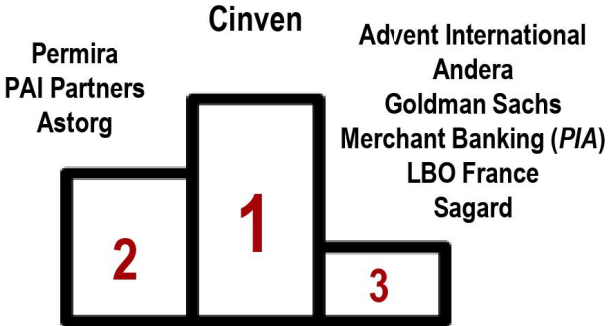 Cinven
Permira
PAI Partners
Astorg
Advent International
Andera
Goldman Sachs
Merchant Banking (PIA)
LBO France
Sagard
2
1
3